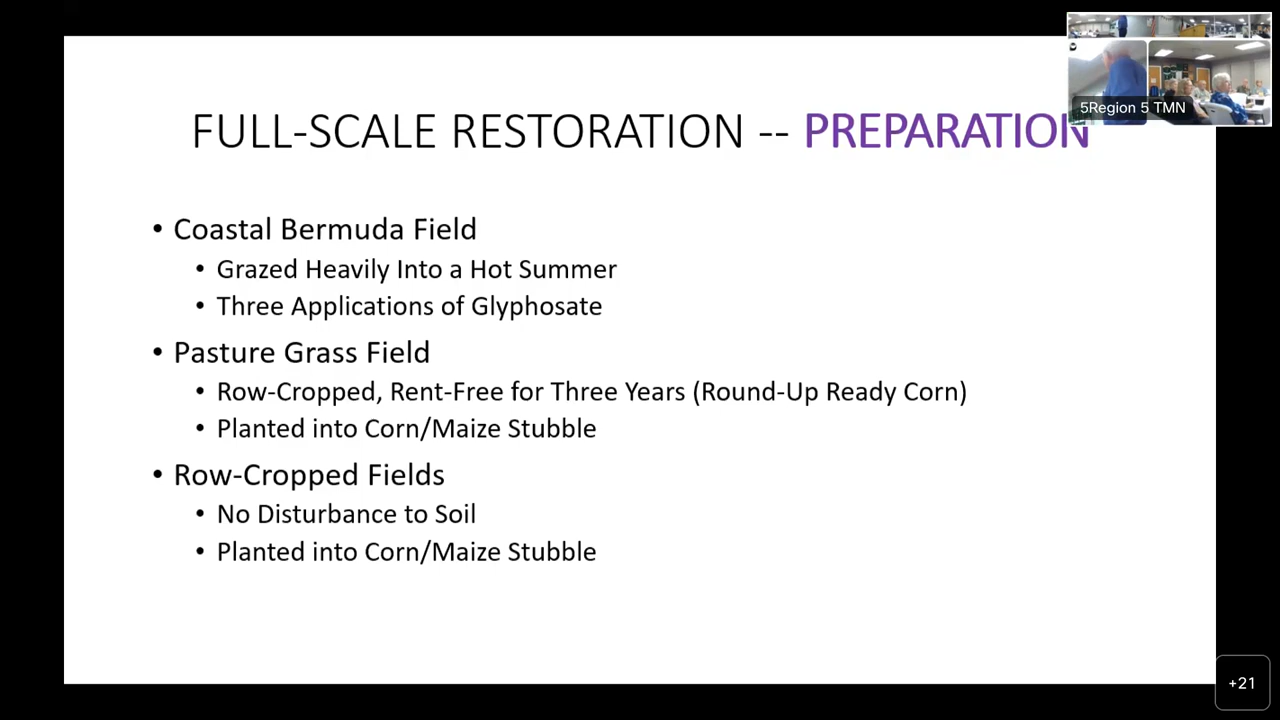 5Region 5 TMN
FULL-SCALE RESTORATION -- PREPARATION
• Coastal Bermuda Field
• Grazed Heavily Into a Hot Summer
• Three Applications of Glyphosate
• Pasture Grass Field
• Row-Cropped, Rent-Free for Three Years (Round-Up Ready Corn)
• Planted into Corn/Maize Stubble
• Row-Cropped Fields
• No Disturbance to Soil
• Planted into Corn/Maize Stubble
+21